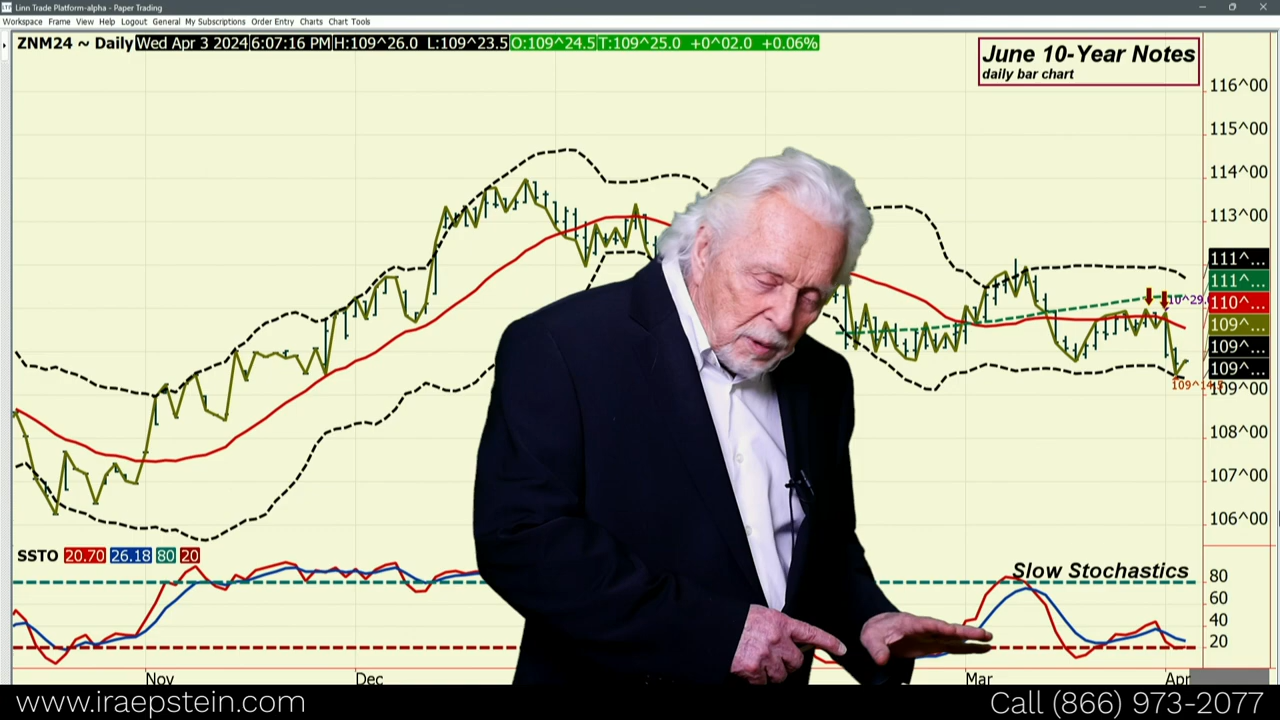 Linn Trade Platform-alpha - Paper Trading
Workspace Frame View Help Logout General My Subscriptions Order Entry Charts Chart Tools
ZNM24 ~ Daily Wed Apr 3 2024 6:07:16 PM H:109^26.0 L:109^23.5 O:109^24.5 T:109^25.0 +0^02.0 +0.06%
June 10-Year Notes
daily bar chart
116^00
115^00
114^00
113^00
111^...
111^...
110^...
109^...
109^...
109^...
109^00
108^00
107^00
106^00
SSTO 20.70 26.18 80 20
Slow Stochastics
80
60
40
20
Nov Dec Mar Apr
www.iraepstein.com
Call (866) 973-2077